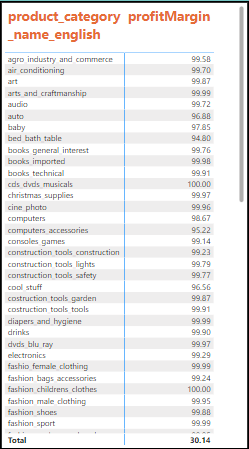 product_category_name_english profitMargin
agro_industry_and_commerce 99.58
air_conditioning 99.70
art 99.87
arts_and_craftmanship 99.99
audio 99.72
auto 96.88
baby 97.85
bed_bath_table 94.80
books_general_interest 99.76
books_imported 99.98
books_technical 99.91
cds_dvds_musicals 100.00
christmas_supplies 99.97
cine_photo 99.96
computers 98.67
computers_accessories 95.22
consoles_games 99.14
construction_tools_construction 99.23
construction_tools_lights 99.79
construction_tools_safety 99.77
cool_stuff 96.56
costruction_tools_garden 99.87
costruction_tools_tools 99.91
diapers_and_hygiene 99.99
drinks 99.90
dvds_blu_ray 99.97
electronics 99.29
fashio_female_clothing 99.99
fashion_bags_accessories 99.24
fashion_childrens_clothes 100.00
fashion_male_clothing 99.95
fashion_shoes 99.88
fashion_sport 99.99
Total 30.14